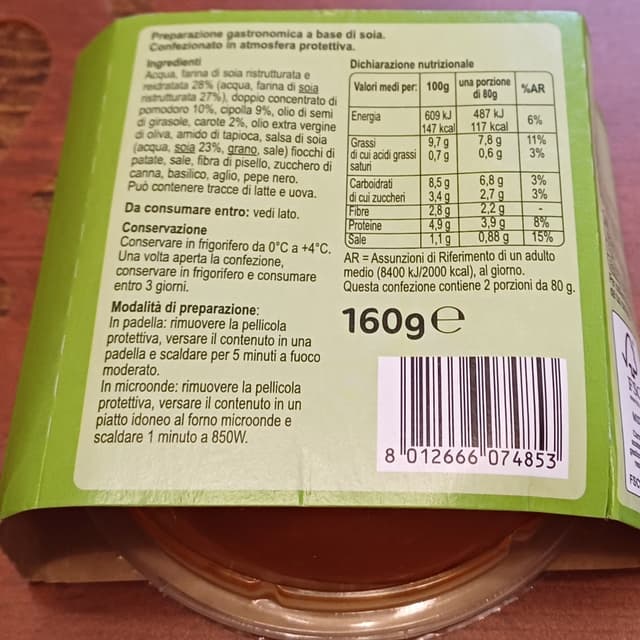 Preparazione gastronomica a base di soia.
Confezionato in atmosfera protettiva.
Ingredienti
Acqua, farina di soia ristrutturata e
reidratata 28% (acqua, farina di soia
ristrutturata 27%), doppio concentrato di
pomodoro 10%, cipolla 9%, olio di semi
di girasole, carote 2%, olio extra vergine
di oliva, amido di tapioca, salsa di soia
(acqua, soia 23%, grano, sale) fiocchi di
patate, sale, fibra di pisello, zucchero di
canna, basilico, aglio, pepe nero.
Può contenere tracce di latte e uova.
Da consumare entro: vedi lato.
Conservazione
Conservare in frigorifero da 0°C a +4°C.
Una volta aperta la confezione,
conservare in frigorifero e consumare
entro 3 giorni.
Modalità di preparazione:
In padella: rimuovere la pellicola
protettiva, versare il contenuto in una
padella e scaldare per 5 minuti a fuoco
moderato.
In microonde: rimuovere la pellicola
protettiva, versare il contenuto in un
piatto idoneo al forno microonde e
scaldare 1 minuto a 850W.
Dichiarazione nutrizionale
Valori medi per: 100g una porzione di 80g %AR
Energia 609 kJ 487 kJ 6%
147 kcal 117 kcal
Grassi 9,7 g 7,8 g 11%
di cui acidi grassi 0,7 g 0,6 g 3%
saturi
Carboidrati 8,5 g 6,8 g 3%
di cui zuccheri 3,4 g 2,7 g 3%
Fibre 2,8 g 2,2 g -
Proteine 4,9 g 3,9 g 8%
Sale 1,1 g 0,88 g 15%
AR = Assunzioni di Riferimento di un adulto
medio (8400 kJ/2000 kcal), al giorno.
Questa confezione contiene 2 porzioni da 80 g.
160g ℮
8 012666 074853
FSC